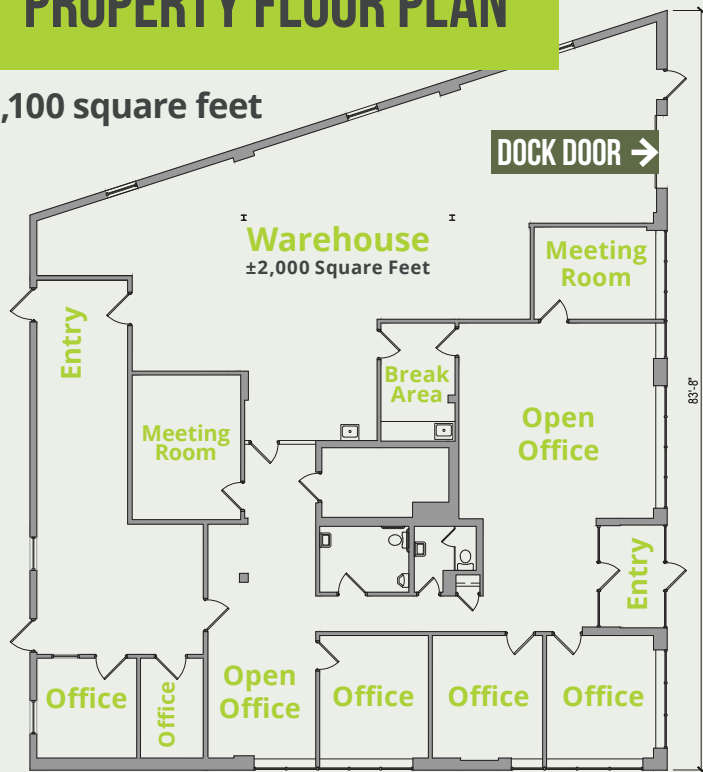 PROPERTY FLOOR PLAN
,100 square feet
DOCK DOOR
Warehouse
±2,000 Square Feet
Meeting
Room
Entry
Break
Area
Meeting
Room
Open
Office
83'-8"
Entry
Office
Office
Open
Office
Office
Office
Office